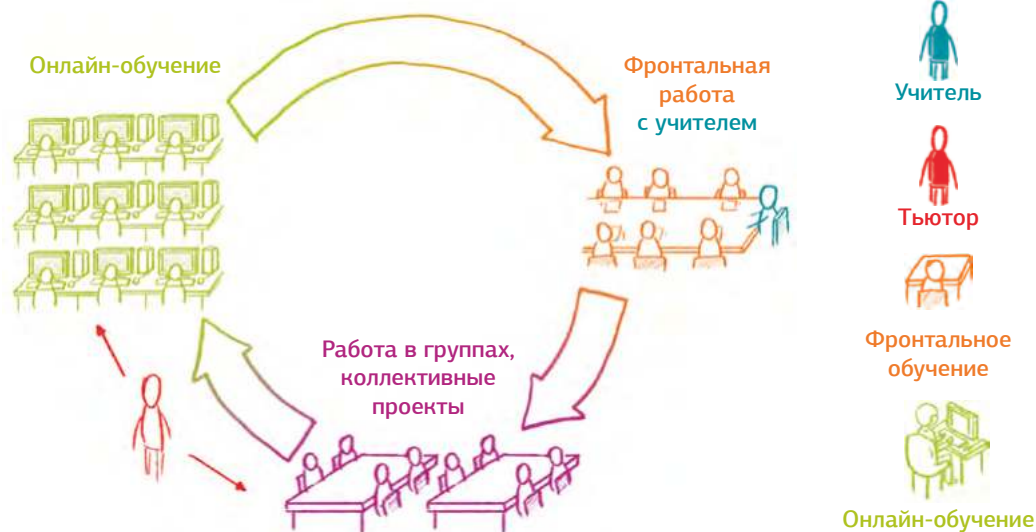 Онлайн-обучение
Фронтальная
работа
с учителем
Работа в группах,
коллективные
проекты
Учитель
Тьютор
Фронтальное
обучение
Онлайн-обучение